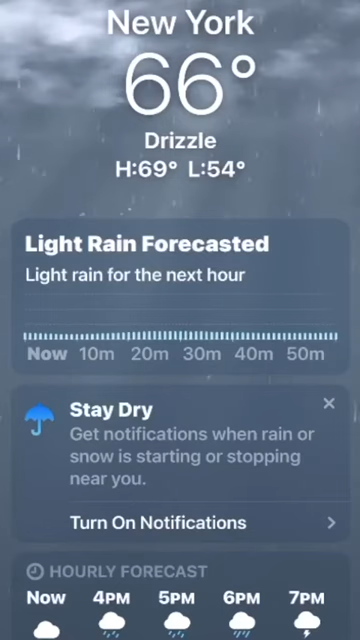 New York
66°
Drizzle
H:69° L:54°
Light Rain Forecasted
Light rain for the next hour
Now 10m 20m 30m 40m 50m
Stay Dry
Get notifications when rain or
snow is starting or stopping
near you.
Turn On Notifications
HOURLY FORECAST
Now 4PM 5PM 6PM 7PM